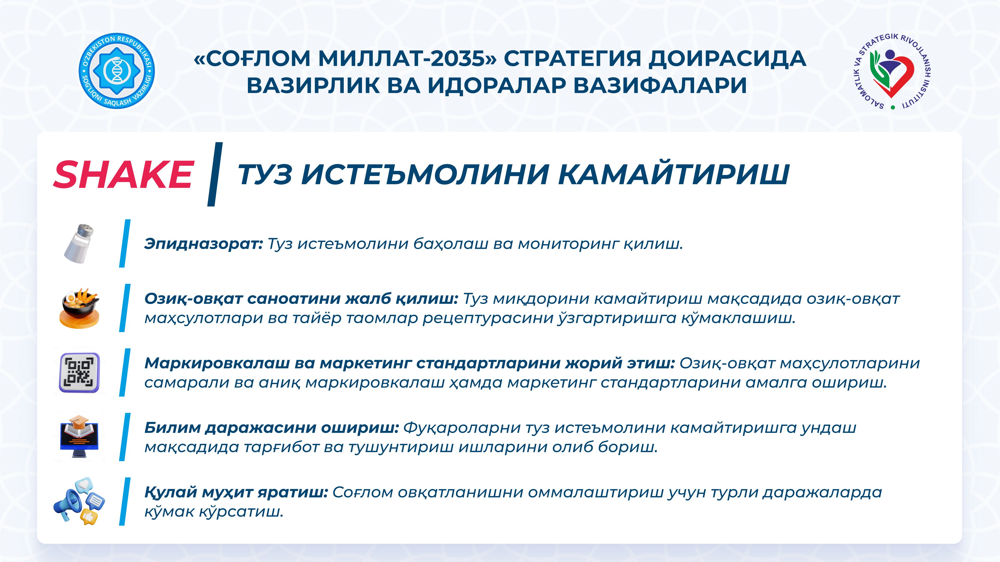 O'ZBEKISTON RESPUBLIKASI
SOG'LIQNI SAQLASH VAZIRLIGI
«СОҒЛОМ МИЛЛАТ-2035» СТРАТЕГИЯ ДОИРАСИДА
ВАЗИРЛИК ВА ИДОРАЛАР ВАЗИФАЛАРИ
SALOMATLIK VA STRATEGIK RIVOJLANISH INSTITUTI
SHAKE
ТУЗ ИСТЕЪМОЛИНИ КАМАЙТИРИШ
Эпидназорат: Туз истеъмолини баҳолаш ва мониторинг қилиш.
Озиқ-овқат саноатини жалб қилиш: Туз миқдорини камайтириш мақсадида озиқ-овқат
маҳсулотлари ва тайёр таомлар рецептурасини ўзгартиришга кўмаклашиш.
Маркировкалаш ва маркетинг стандартларини жорий этиш: Озиқ-овқат маҳсулотларини
самарали ва аниқ маркировкалаш ҳамда маркетинг стандартларини амалга ошириш.
Билим даражасини ошириш: Фуқароларни туз истеъмолини камайтиришга ундаш
мақсадида тарғибот ва тушунтириш ишларини олиб бориш.
Қулай муҳит яратиш: Соғлом овқатланишни оммалаштириш учун турли даражаларда
кўмак кўрсатиш.